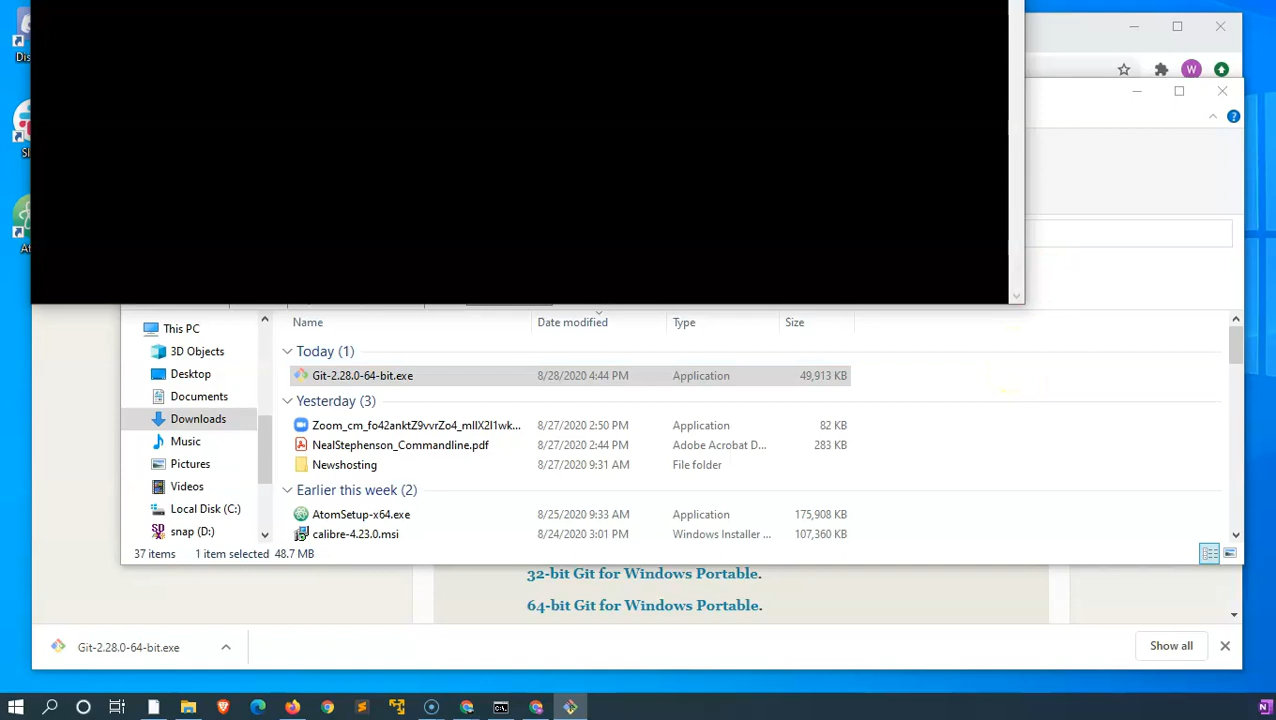 Dis
W
Sl
At
Name Date modified Type Size
This PC
3D Objects
Desktop
Documents
Downloads
Music
Pictures
Videos
Local Disk (C:)
snap (D:)
Today (1)
Git-2.28.0-64-bit.exe 8/28/2020 4:44 PM Application 49,913 KB
Yesterday (3)
Zoom_cm_fo42anktZ9vvrZo4_mlIX2I1wk... 8/27/2020 2:50 PM Application 82 KB
NealStephenson_Commandline.pdf 8/27/2020 2:44 PM Adobe Acrobat D... 283 KB
Newshosting 8/27/2020 9:31 AM File folder
Earlier this week (2)
AtomSetup-x64.exe 8/25/2020 9:33 AM Application 175,908 KB
calibre-4.23.0.msi 8/24/2020 3:01 PM Windows Installer ... 107,360 KB
37 items 1 item selected 48.7 MB
32-bit Git for Windows Portable.
64-bit Git for Windows Portable.
Git-2.28.0-64-bit.exe Show all